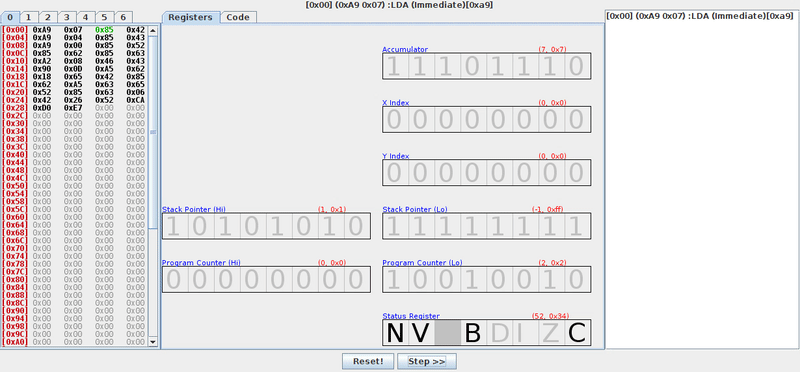 [0x00] (0xA9 0x07) :LDA (Immediate)[0xa9]
0 1 2 3 4 5 6
Registers Code
[0x00] (0xA9 0x07) :LDA (Immediate)[0xa9]
[0x00] 0xA9 0x07 0x85 0x42
[0x04] 0xA9 0x04 0x85 0x43
[0x08] 0xA9 0x00 0x85 0x52
[0x0C] 0x85 0x62 0x85 0x63
[0x10] 0xA2 0x08 0x46 0x43
[0x14] 0x90 0x0D 0xA5 0x62
[0x18] 0x18 0x65 0x42 0x85
[0x1C] 0x62 0xA5 0x63 0x65
[0x20] 0x52 0x85 0x63 0x06
[0x24] 0x42 0x26 0x52 0xCA
[0x28] 0xD0 0xE7 0x00 0x00
[0x2C] 0x00 0x00 0x00 0x00
[0x30] 0x00 0x00 0x00 0x00
[0x34] 0x00 0x00 0x00 0x00
[0x38] 0x00 0x00 0x00 0x00
[0x3C] 0x00 0x00 0x00 0x00
[0x40] 0x00 0x00 0x00 0x00
[0x44] 0x00 0x00 0x00 0x00
[0x48] 0x00 0x00 0x00 0x00
[0x4C] 0x00 0x00 0x00 0x00
[0x50] 0x00 0x00 0x00 0x00
[0x54] 0x00 0x00 0x00 0x00
[0x58] 0x00 0x00 0x00 0x00
[0x5C] 0x00 0x00 0x00 0x00
[0x60] 0x00 0x00 0x00 0x00
[0x64] 0x00 0x00 0x00 0x00
[0x68] 0x00 0x00 0x00 0x00
[0x6C] 0x00 0x00 0x00 0x00
[0x70] 0x00 0x00 0x00 0x00
[0x74] 0x00 0x00 0x00 0x00
[0x78] 0x00 0x00 0x00 0x00
[0x7C] 0x00 0x00 0x00 0x00
[0x80] 0x00 0x00 0x00 0x00
[0x84] 0x00 0x00 0x00 0x00
[0x88] 0x00 0x00 0x00 0x00
[0x8C] 0x00 0x00 0x00 0x00
[0x90] 0x00 0x00 0x00 0x00
[0x94] 0x00 0x00 0x00 0x00
[0x98] 0x00 0x00 0x00 0x00
[0x9C] 0x00 0x00 0x00 0x00
[0xA0] 0x00 0x00 0x00 0x00
Accumulator (7, 0x7)
1 1 1 0 1 1 1 0
X Index (0, 0x0)
0 0 0 0 0 0 0 0
Y Index (0, 0x0)
0 0 0 0 0 0 0 0
Stack Pointer (Hi) (1, 0x1)
1 0 1 0 1 0 1 0
Stack Pointer (Lo) (-1, 0xff)
1 1 1 1 1 1 1 1
Program Counter (Hi) (0, 0x0)
0 0 0 0 0 0 0 0
Program Counter (Lo) (2, 0x2)
1 0 0 1 0 0 1 0
Status Register (52, 0x34)
N V B D I Z C
Reset! Step >>